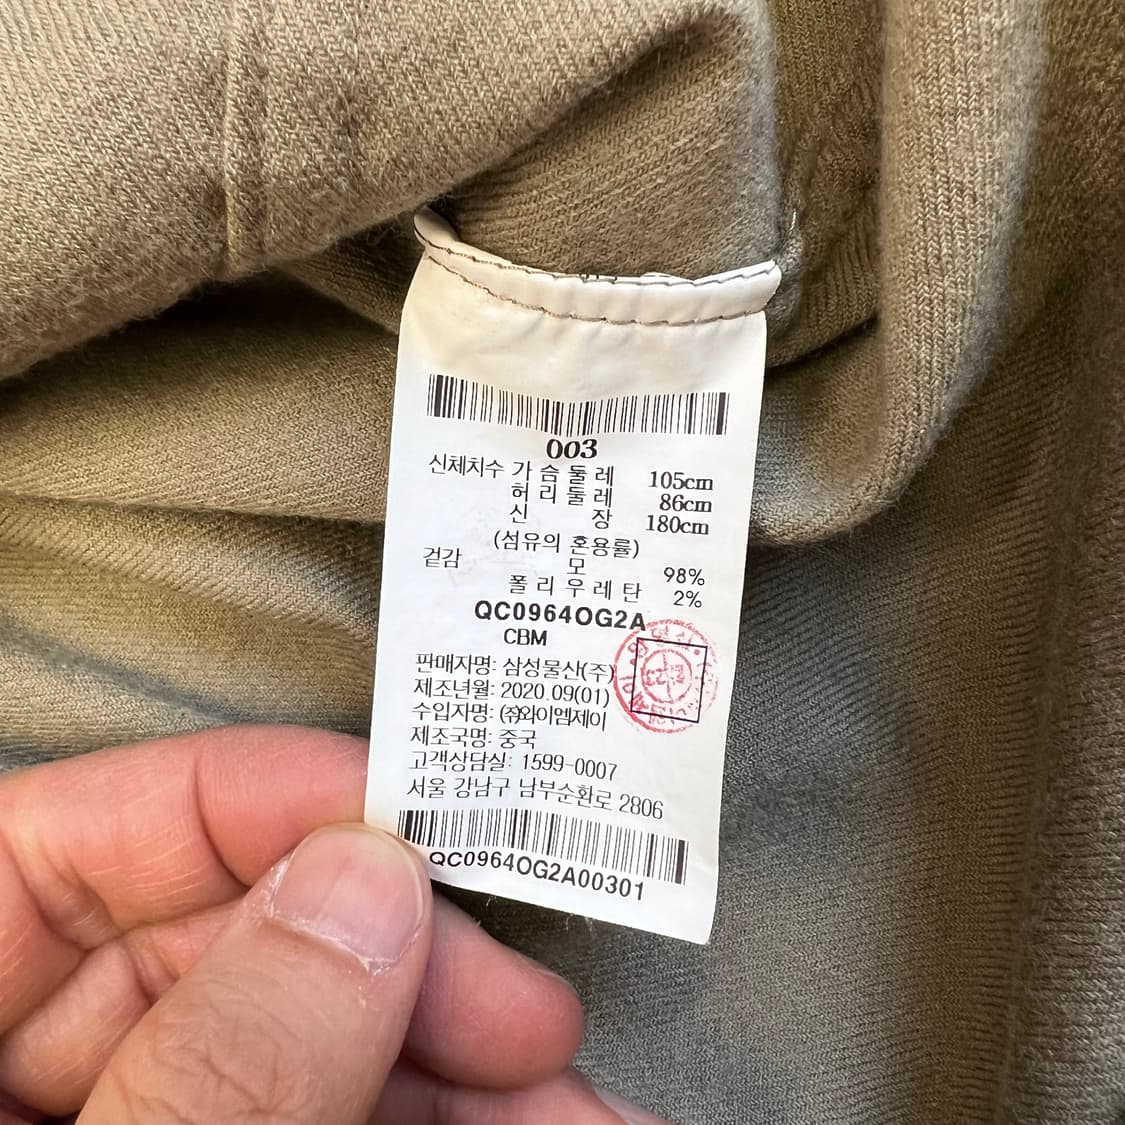 003
신체치수 가슴둘레 105cm
허리둘레 86cm
신 장 180cm
(섬유의 혼용률)
겉감 모 98%
폴리우레탄 2%
QC0964OG2A
CBM
판매자명: 삼성물산(주)
제조년월: 2020.09(01)
수입자명: ㈜와이엠제이
제조국명: 중국
고객상담실: 1599-0007
서울 강남구 남부순환로 2806
QC0964OG2A00301